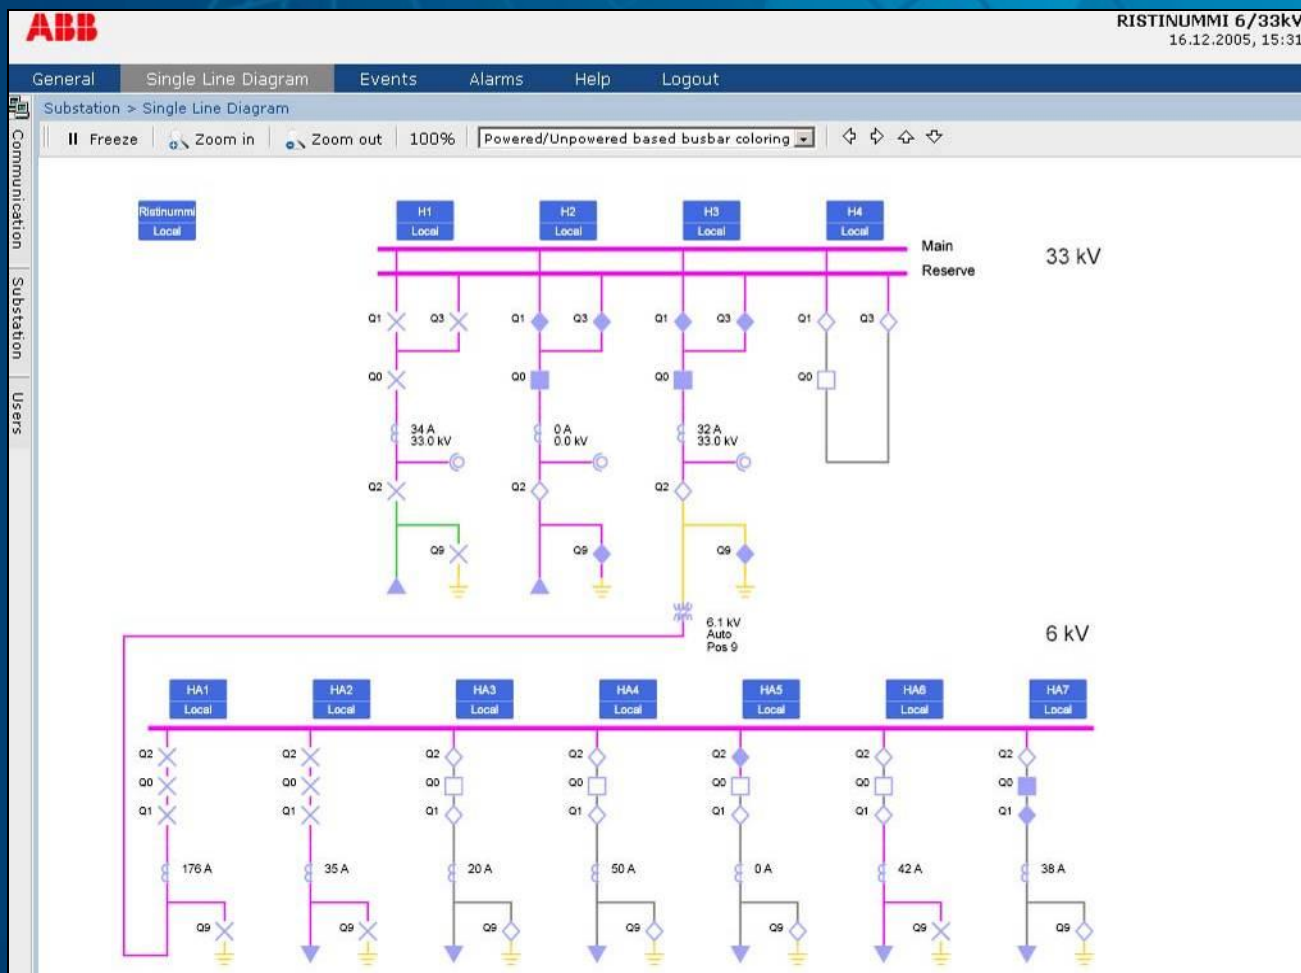 ABB
RISTINUMMI 6/33kV
16.12.2005, 15:31
General Single Line Diagram Events Alarms Help Logout
Substation > Single Line Diagram
Freeze Zoom in Zoom out 100% Powered/Unpowered based busbar coloring
Communication
Substation
Users
Ristinummi H1 H2 H3 H4
Local Local Local Local Local
Main
33 kV
Reserve
Q1 Q3 Q1 Q3 Q1 Q3 Q1 Q3
Q0 Q0 Q0 Q0
34 A 0 A 32 A
33.0 kV 0.0 kV 33.0 kV
Q2 Q2 Q2
Q9 Q9 Q9
6.1 kV
Auto
Pos 9
6 kV
HA1 HA2 HA3 HA4 HA5 HA6 HA7
Local Local Local Local Local Local Local
Q2 Q2 Q2 Q2 Q2 Q2 Q2
Q0 Q0 Q0 Q0 Q0 Q0 Q0
Q1 Q1 Q1 Q1 Q1 Q1 Q1
176 A 35 A 20 A 50 A 0 A 42 A 38 A
Q9 Q9 Q9 Q9 Q9 Q9 Q9